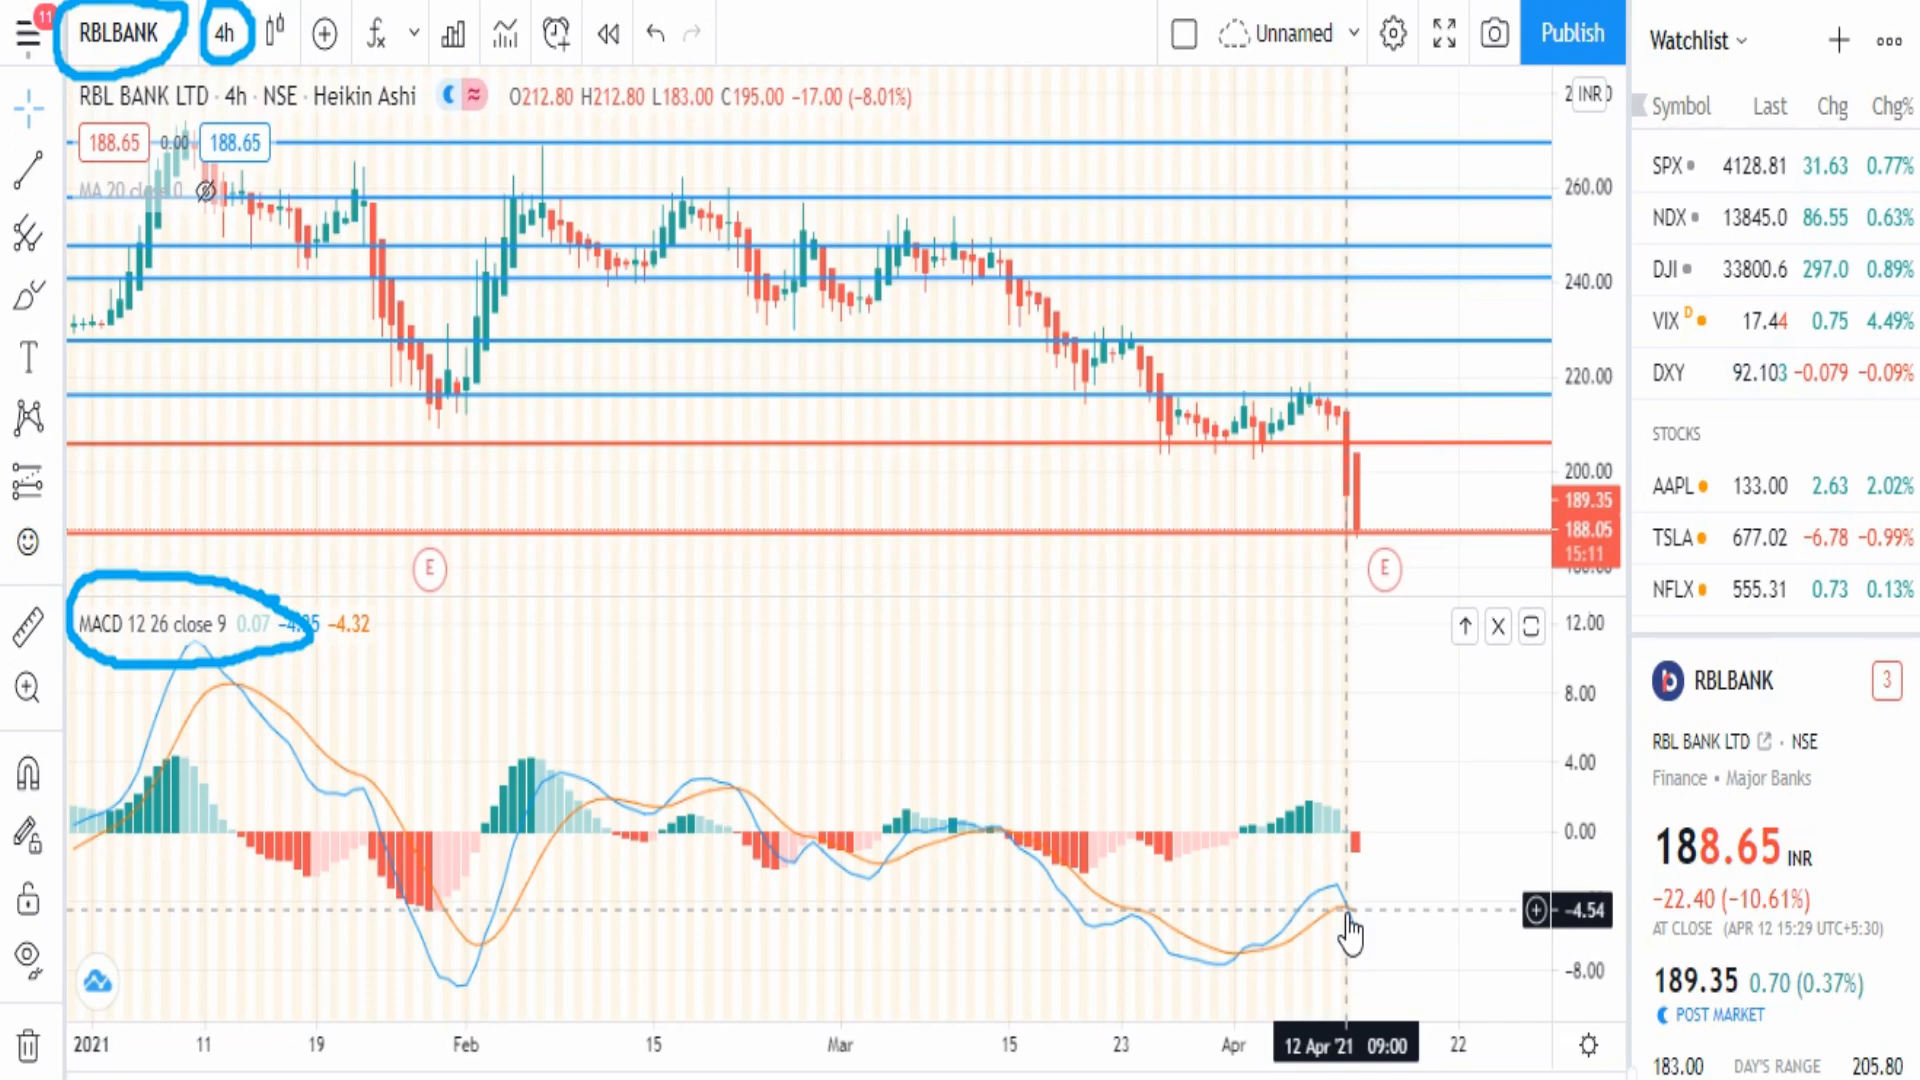 11
RBLBANK 4h Unnamed Publish
RBL BANK LTD · 4h · NSE · Heikin Ashi O212.80 H212.80 L183.00 C195.00 −17.00 (−8.01%)
INR
188.65 0.00 188.65
MA 20 close 0
260.00
240.00
220.00
200.00
189.35
188.05
15:11
E E
MACD 12 26 close 9 0.07 −4.32
12.00
8.00
4.00
0.00
−4.54
−8.00
2021 11 19 Feb 15 Mar 15 23 Apr 12 Apr '21 09:00 22
Watchlist
Symbol Last Chg Chg%
SPX 4128.81 31.63 0.77%
NDX 13845.0 86.55 0.63%
DJI 33800.6 297.0 0.89%
VIX D 17.44 0.75 4.49%
DXY 92.103 −0.079 −0.09%
STOCKS
AAPL 133.00 2.63 2.02%
TSLA 677.02 −6.78 −0.99%
NFLX 555.31 0.73 0.13%
RBLBANK 3
RBL BANK LTD · NSE
Finance • Major Banks
188.65 INR
−22.40 (−10.61%)
AT CLOSE (APR 12 15:29 UTC+5:30)
189.35 0.70 (0.37%)
POST MARKET
183.00 DAY'S RANGE 205.80